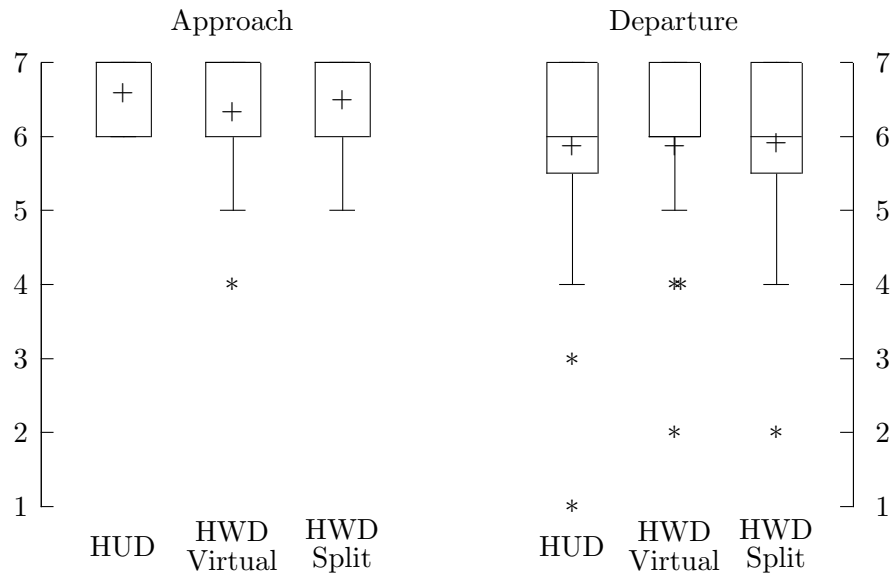 Approach
Departure
7
6
5
4
3
2
1
7
6
5
4
3
2
1
HUD
HWD
Virtual
HWD
Split
HUD
HWD
Virtual
HWD
Split